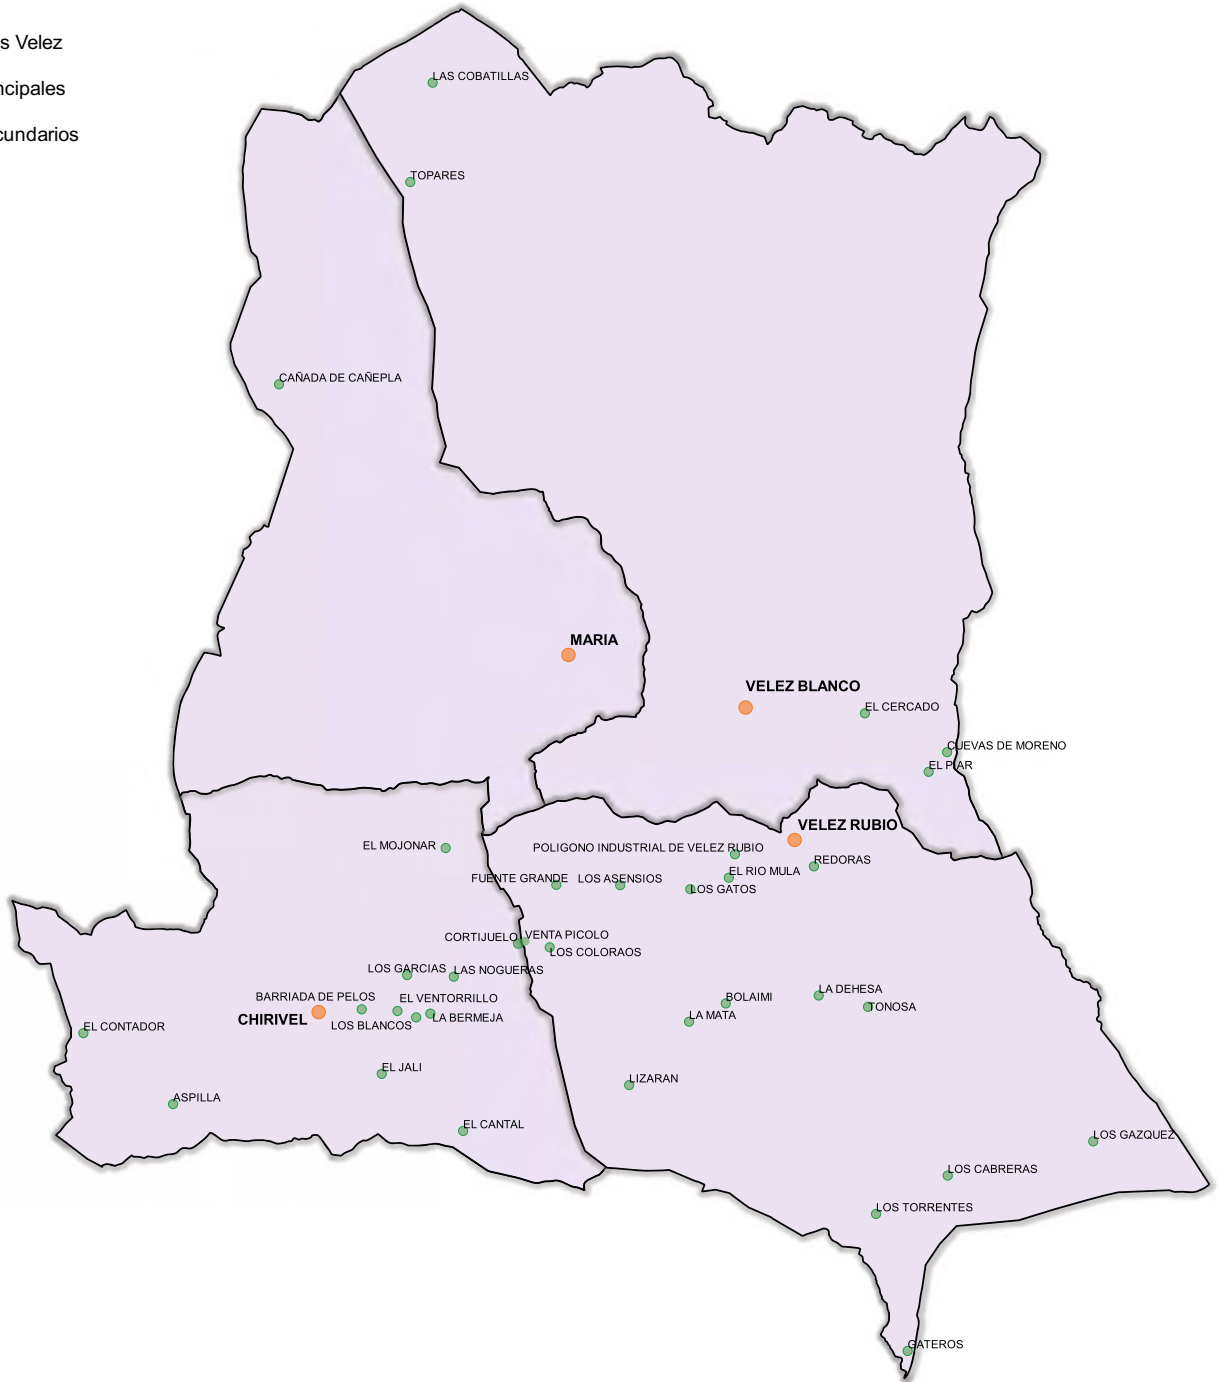 s Velez
ncipales
cundarios
LAS COBATILLAS
TOPARES
CAÑADA DE CAÑEPLA
MARIA
VELEZ BLANCO
EL CERCADO
CUEVAS DE MORENO
EL PIAR
VELEZ RUBIO
EL MOJONAR
POLIGONO INDUSTRIAL DE VELEZ RUBIO
REDORAS
EL RIO MULA
FUENTE GRANDE
LOS ASENSIOS
LOS GATOS
CORTIJUELO
VENTA PICOLO
LOS COLORAOS
LOS GARCIAS
LAS NOGUERAS
BARRIADA DE PELOS
EL VENTORRILLO
CHIRIVEL
LOS BLANCOS
LA BERMEJA
BOLAIMI
LA DEHESA
TONOSA
LA MATA
EL CONTADOR
EL JALI
LIZARAN
ASPILLA
EL CANTAL
LOS GAZQUEZ
LOS CABRERAS
LOS TORRENTES
GATEROS